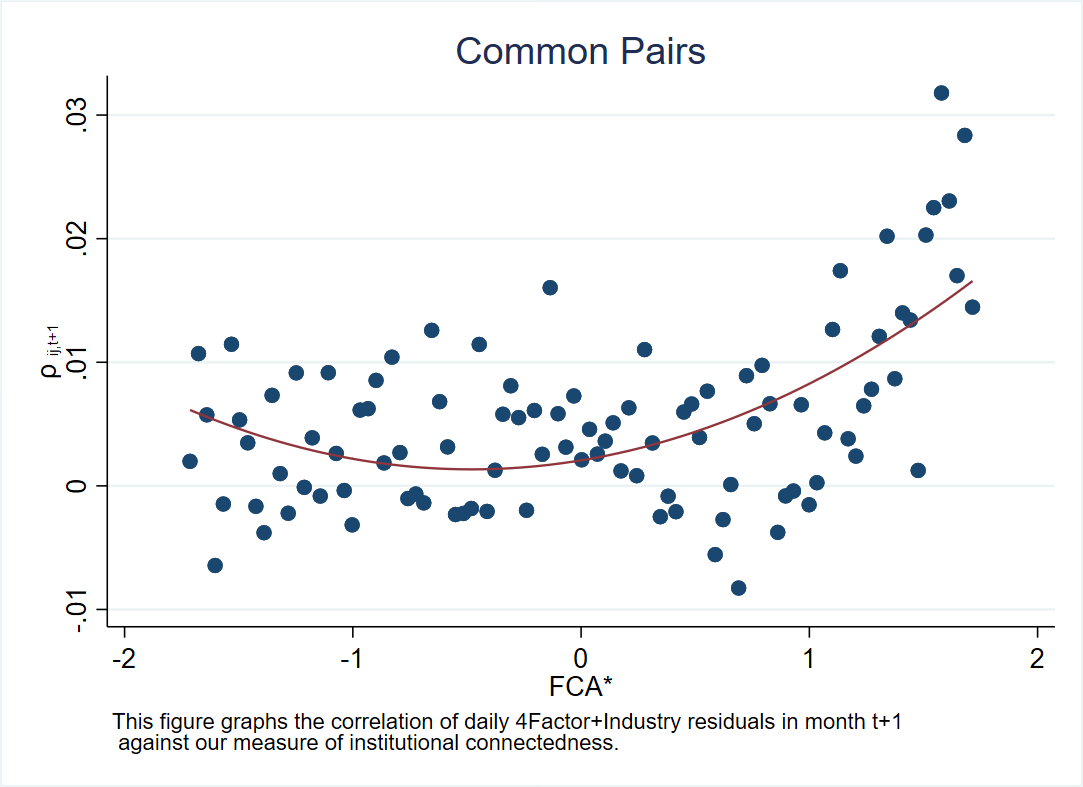 Common Pairs
.03
.02
.01
0
-.01
ρ ij,t+1
-2 -1 0 1 2
FCA*
This figure graphs the correlation of daily 4Factor+Industry residuals in month t+1
against our measure of institutional connectedness.